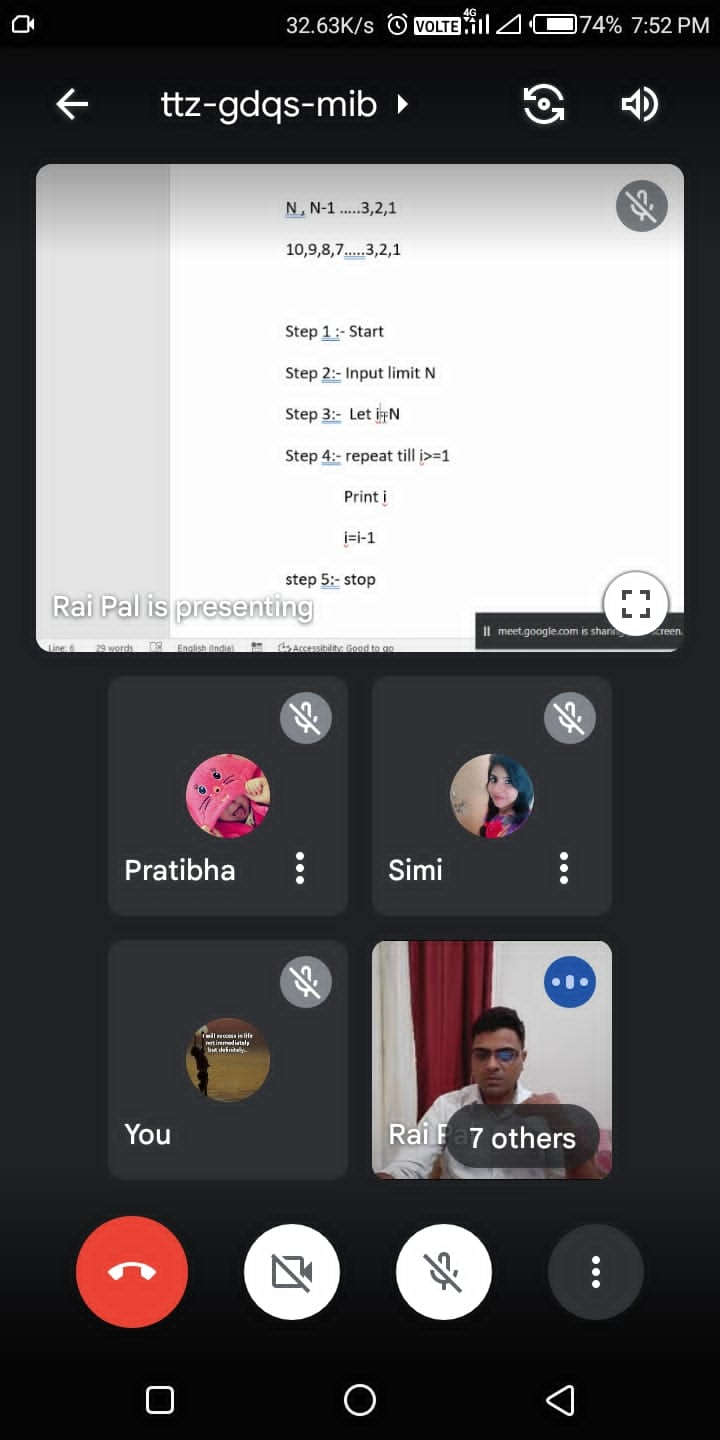 32.63K/s VOLTE 4G 74% 7:52 PM
ttz-gdqs-mib
N , N-1 .....3,2,1
10,9,8,7.....3,2,1
Step 1 :- Start
Step 2:- Input limit N
Step 3:- Let i=N
Step 4:- repeat till i>=1
Print i
i=i-1
step 5:- stop
Rai Pal is presenting
meet.google.com is sharing screen.
Line: 6 29 words English (India) Accessibility: Good to go
Pratibha
Simi
I will success in life
not immediately
but definitely...
You
Rai Pa
7 others